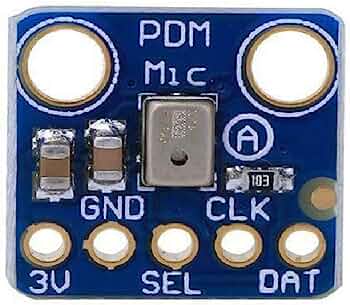 PDM
Mic
A
103
GND CLK
3V SEL DAT